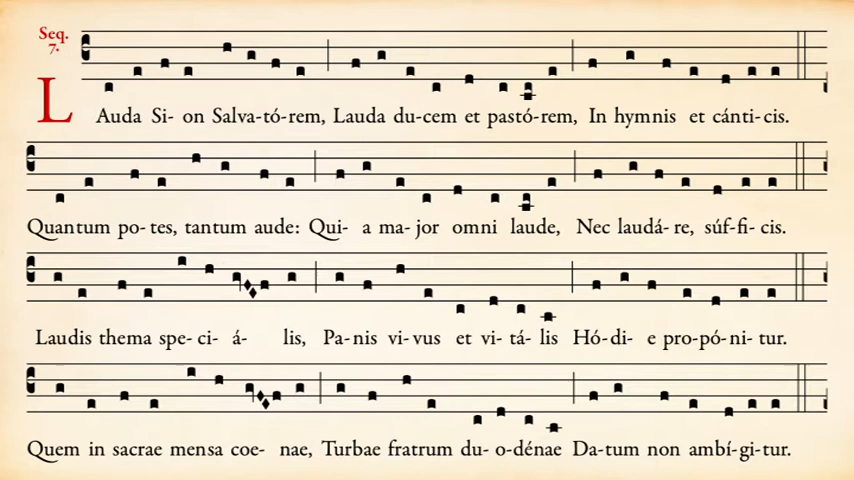 Seq.
7.
LAuda Si- on Salva-tó-rem, Lauda du-cem et pastó-rem, In hymnis et cánti-cis.
Quantum po-tes, tantum aude: Qui- a ma-jor omni laude, Nec laudá-re, súf-fi-cis.
Laudis thema spe-ci- á- lis, Pa-nis vi-vus et vi-tá-lis Hó-di- e pro-pó-ni-tur.
Quem in sacrae mensa coe- nae, Turbae fratrum du-o-dénae Da-tum non ambí-gi-tur.